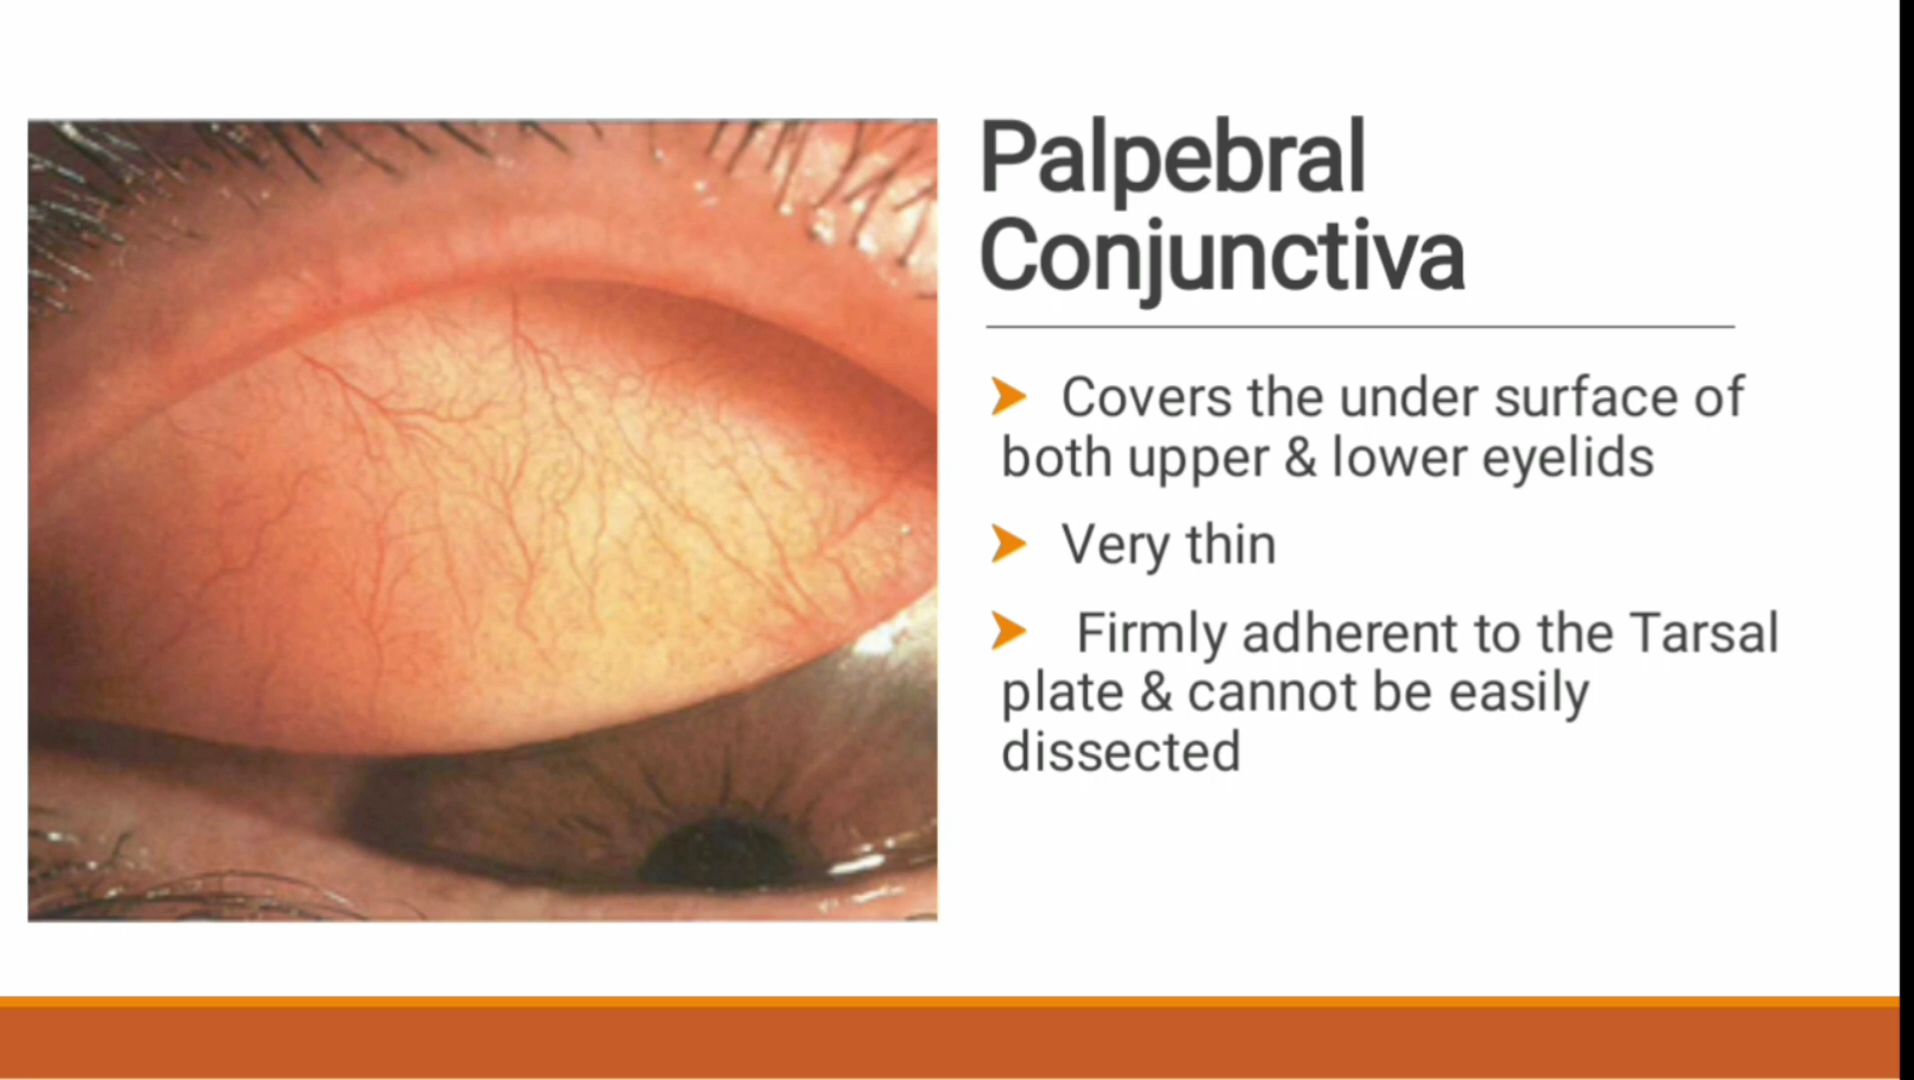 Palpebral
Conjunctiva
➤ Covers the under surface of
both upper & lower eyelids
➤ Very thin
➤ Firmly adherent to the Tarsal
plate & cannot be easily
dissected